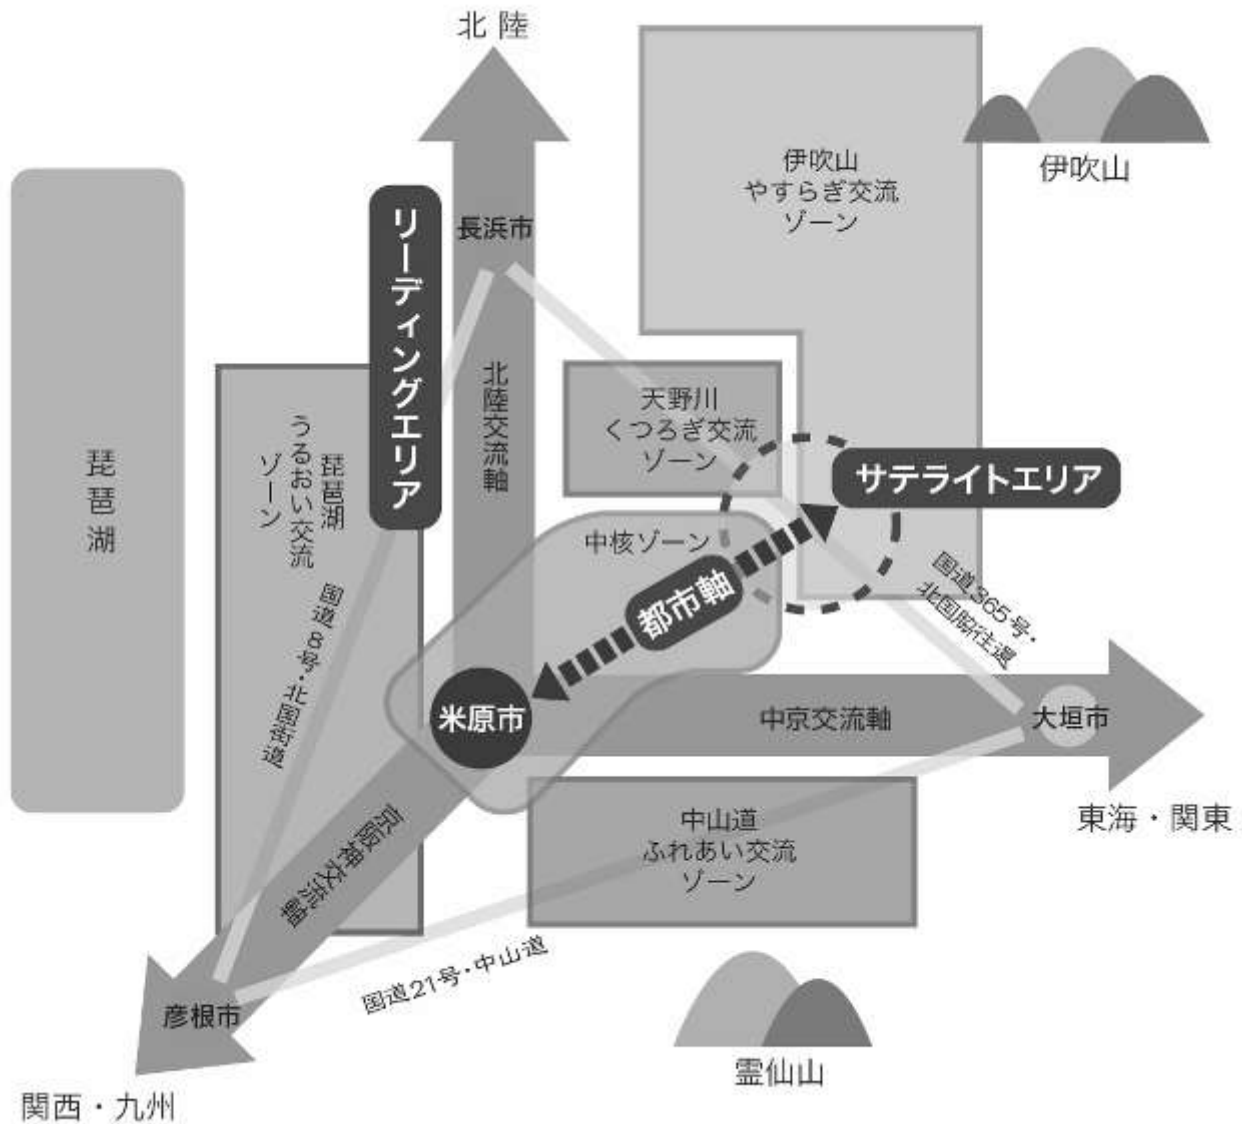 北陸
伊吹山
やすらぎ交流
ゾーン
伊吹山
リーディングエリア
長浜市
北陸交流軸
天野川
くつろぎ交流
ゾーン
サテライトエリア
琵琶湖
琵琶湖
うるおい交流
ゾーン
中核ゾーン
都市軸
国道365号・
北国脇往還
国道8号・北国街道
米原市
中京交流軸
大垣市
東海・関東
京阪神交流軸
中山道
ふれあい交流
ゾーン
国道21号・中山道
彦根市
関西・九州
霊仙山